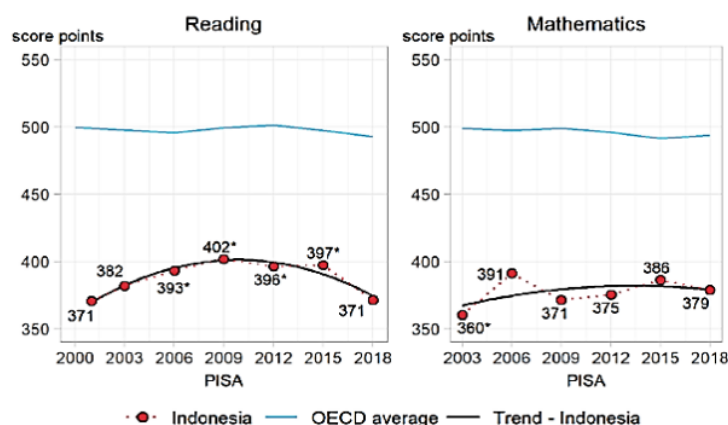 Reading
score points
550
500
450
400
350
371
382
393*
402*
396*
397*
371
2000 2003 2006 2009 2012 2015 2018
PISA
Mathematics
score points
550
500
450
400
350
360*
391
371
375
386
379
2003 2006 2009 2012 2015 2018
PISA
Indonesia OECD average Trend - Indonesia